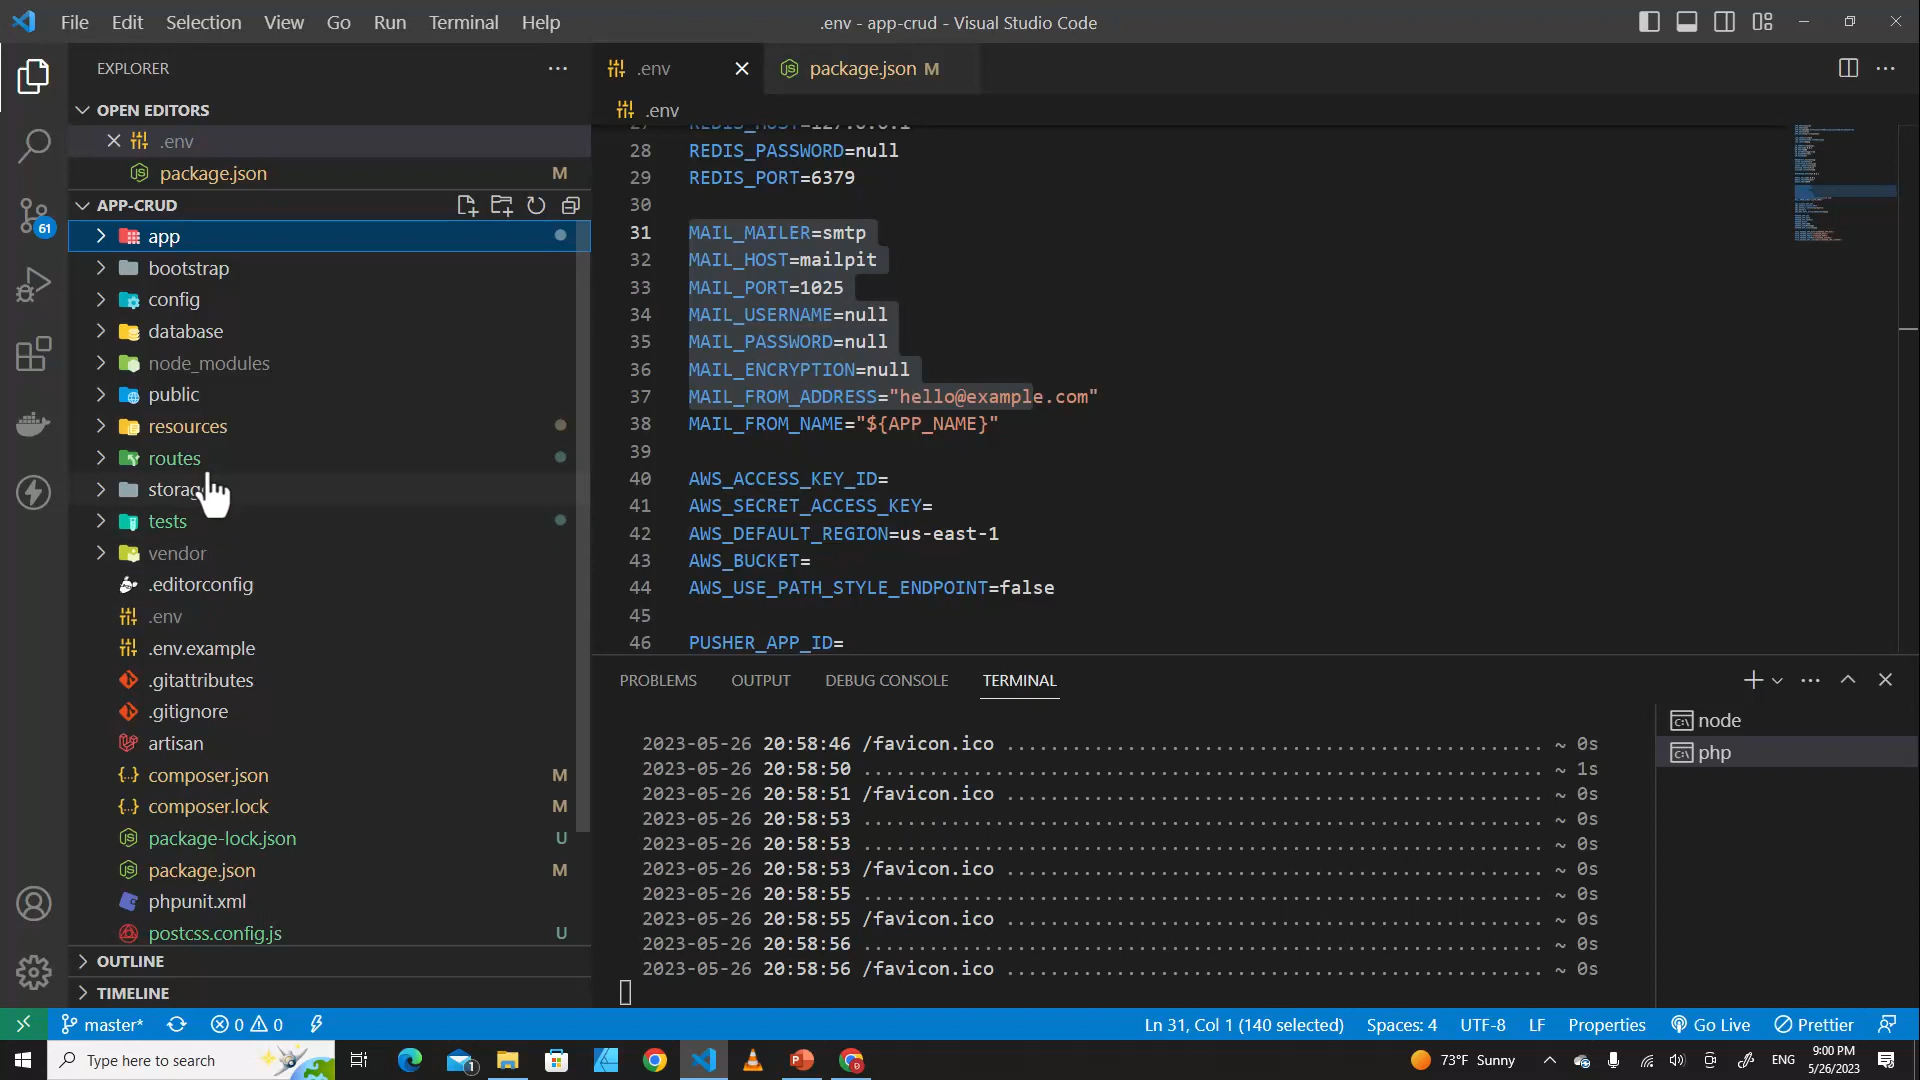 File Edit Selection View Go Run Terminal Help
.env - app-crud - Visual Studio Code
EXPLORER
OPEN EDITORS
.env
package.json M
APP-CRUD
app
bootstrap
config
database
node_modules
public
resources
routes
storag
tests
vendor
.editorconfig
.env
.env.example
.gitattributes
.gitignore
artisan
composer.json M
composer.lock M
package-lock.json U
package.json M
phpunit.xml
postcss.config.js U
OUTLINE
TIMELINE
61
.env
package.json M
.env
27 REDIS_HOST=127.0.0.1
28 REDIS_PASSWORD=null
29 REDIS_PORT=6379
30
31 MAIL_MAILER=smtp
32 MAIL_HOST=mailpit
33 MAIL_PORT=1025
34 MAIL_USERNAME=null
35 MAIL_PASSWORD=null
36 MAIL_ENCRYPTION=null
37 MAIL_FROM_ADDRESS="hello@example.com"
38 MAIL_FROM_NAME="${APP_NAME}"
39
40 AWS_ACCESS_KEY_ID=
41 AWS_SECRET_ACCESS_KEY=
42 AWS_DEFAULT_REGION=us-east-1
43 AWS_BUCKET=
44 AWS_USE_PATH_STYLE_ENDPOINT=false
45
46 PUSHER_APP_ID=
PROBLEMS OUTPUT DEBUG CONSOLE TERMINAL
2023-05-26 20:58:46 /favicon.ico ........................................ ~ 0s
2023-05-26 20:58:50 .................................................. ~ 1s
2023-05-26 20:58:51 /favicon.ico ........................................ ~ 0s
2023-05-26 20:58:53 .................................................. ~ 0s
2023-05-26 20:58:53 .................................................. ~ 0s
2023-05-26 20:58:53 /favicon.ico ........................................ ~ 0s
2023-05-26 20:58:55 .................................................. ~ 0s
2023-05-26 20:58:55 /favicon.ico ........................................ ~ 0s
2023-05-26 20:58:56 .................................................. ~ 0s
2023-05-26 20:58:56 /favicon.ico ........................................ ~ 0s
node
php
master* 0 0 Ln 31, Col 1 (140 selected) Spaces: 4 UTF-8 LF Properties Go Live Prettier
Type here to search 1 73°F Sunny ENG 9:00 PM
5/26/2023